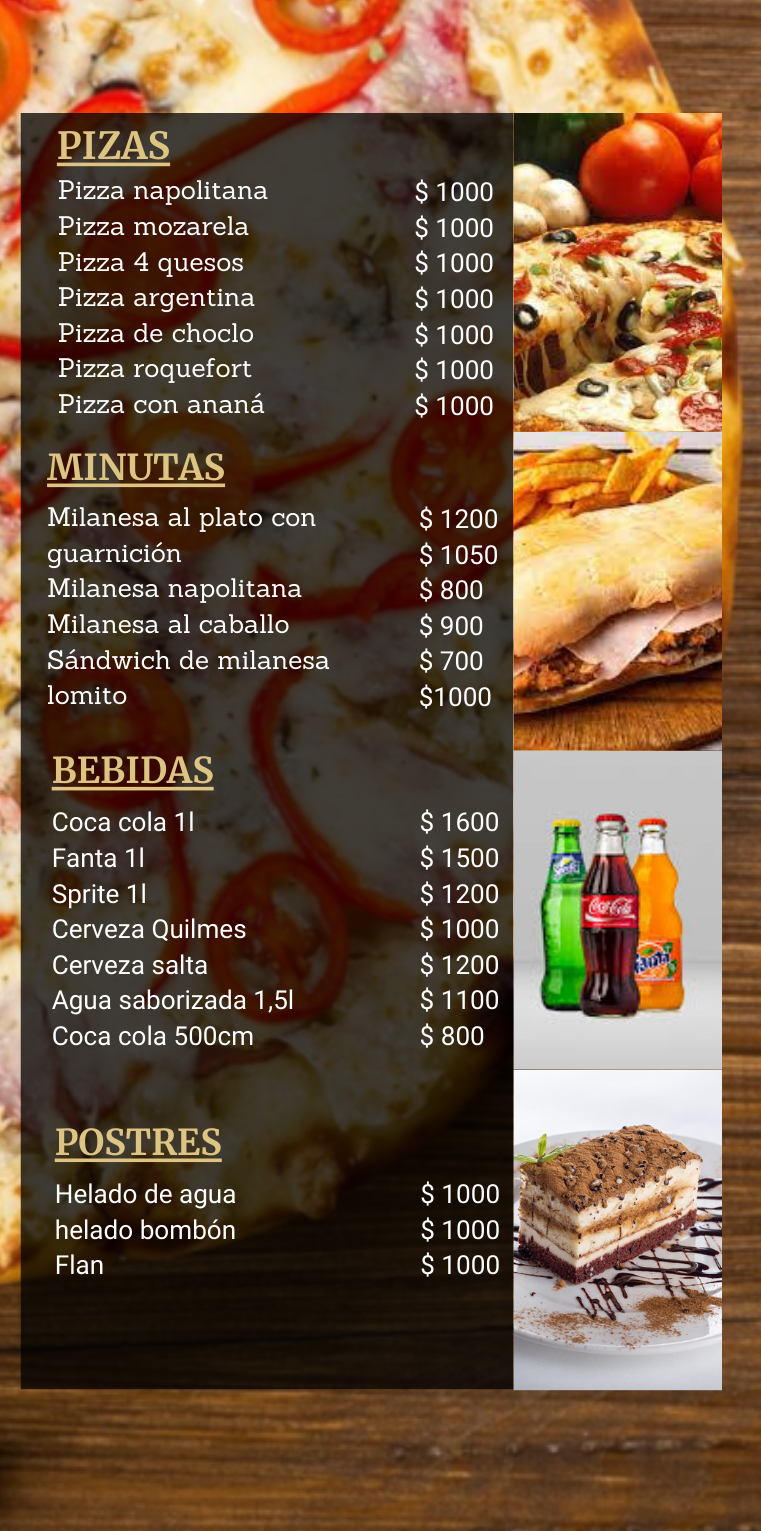 PIZAS
Pizza napolitana $ 1000
Pizza mozarela $ 1000
Pizza 4 quesos $ 1000
Pizza argentina $ 1000
Pizza de choclo $ 1000
Pizza roquefort $ 1000
Pizza con ananá $ 1000
MINUTAS
Milanesa al plato con $ 1200
guarnición $ 1050
Milanesa napolitana $ 800
Milanesa al caballo $ 900
Sándwich de milanesa $ 700
lomito $1000
BEBIDAS
Coca cola 1l $ 1600
Fanta 1l $ 1500
Sprite 1l $ 1200
Cerveza Quilmes $ 1000
Cerveza salta $ 1200
Agua saborizada 1,5l $ 1100
Coca cola 500cm $ 800
Sprite
Coca-Cola
Fanta
POSTRES
Helado de agua $ 1000
helado bombón $ 1000
Flan $ 1000